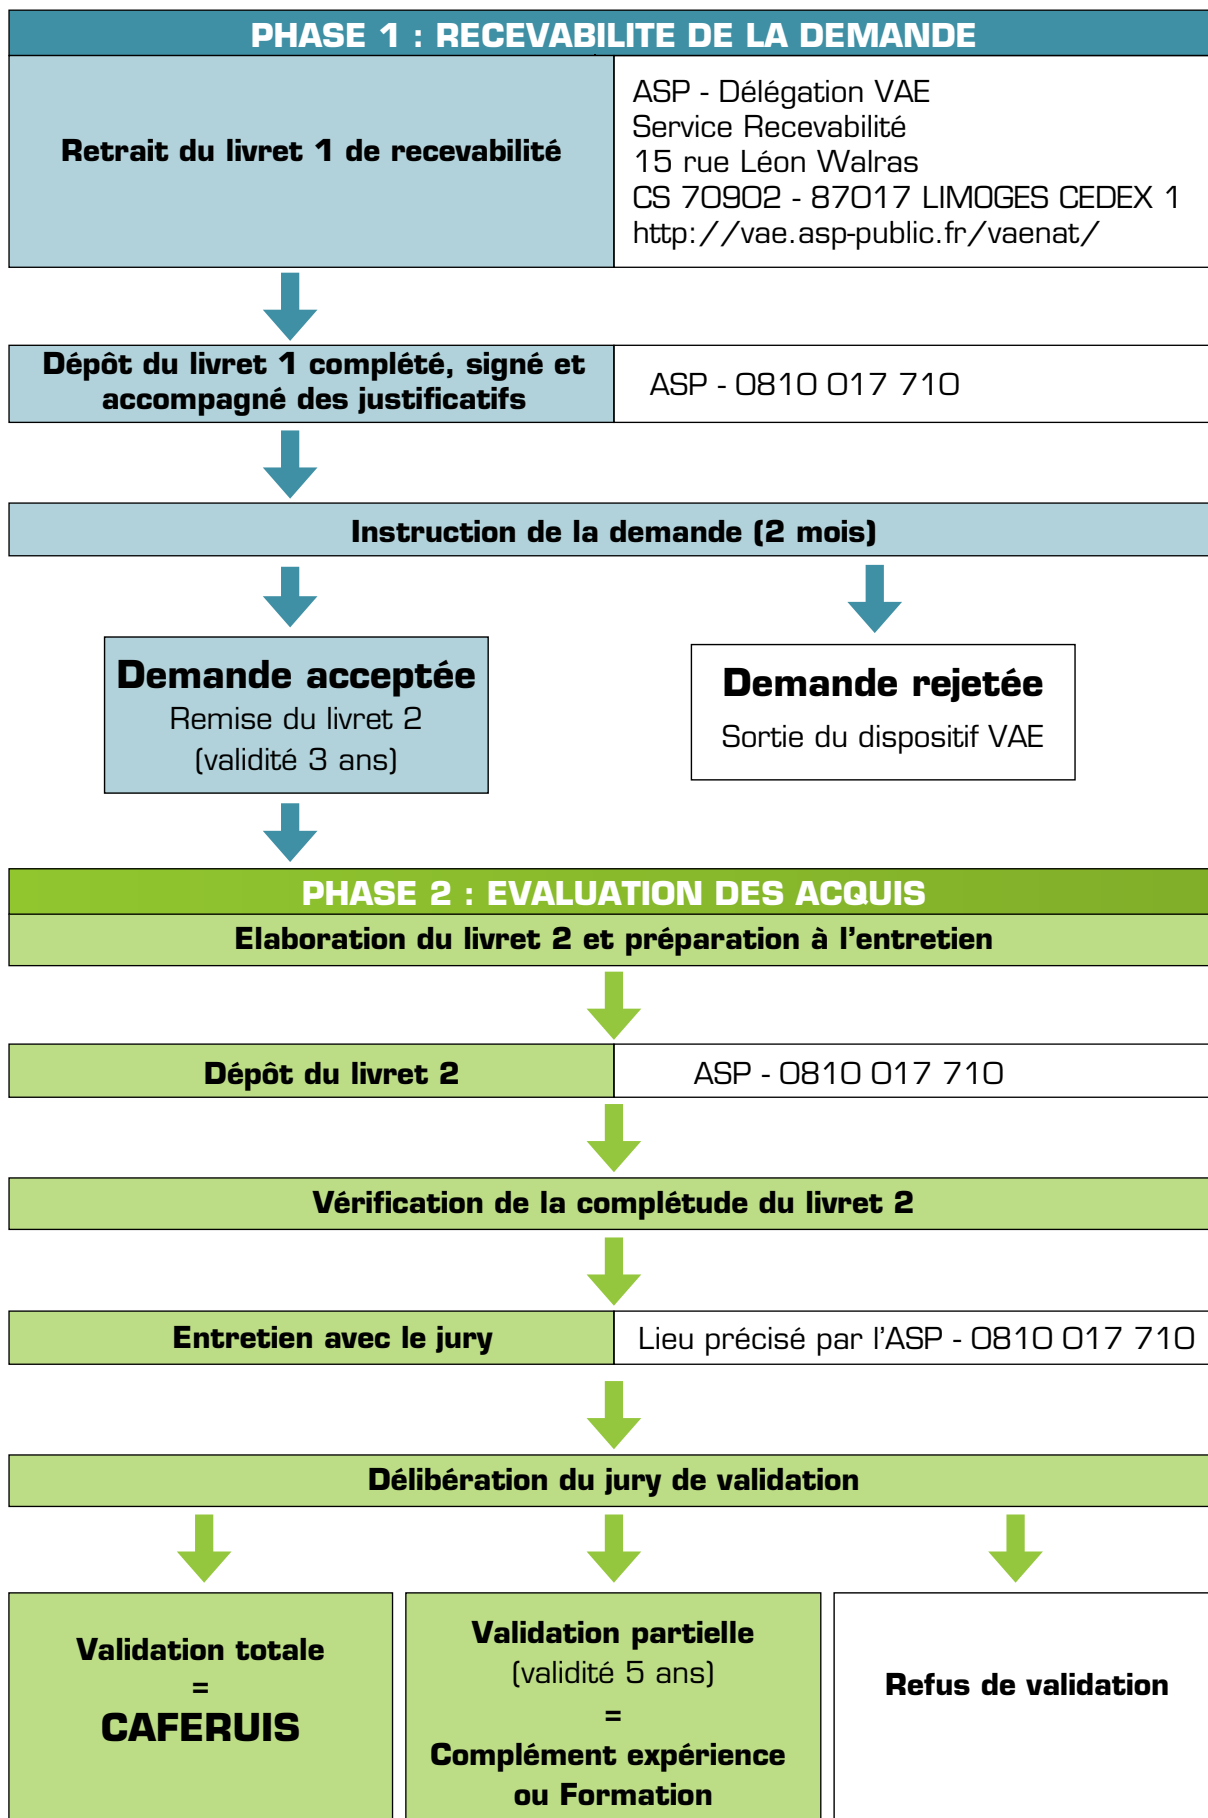 PHASE 1 : RECEVABILITE DE LA DEMANDE
Retrait du livret 1 de recevabilité
ASP - Délégation VAE
Service Recevabilité
15 rue Léon Walras
CS 70902 - 87017 LIMOGES CEDEX 1
http://vae.asp-public.fr/vaenat/
Dépôt du livret 1 complété, signé et
accompagné des justificatifs
ASP - 0810 017 710
Instruction de la demande (2 mois)
Demande acceptée
Remise du livret 2
(validité 3 ans)
Demande rejetée
Sortie du dispositif VAE
PHASE 2 : EVALUATION DES ACQUIS
Elaboration du livret 2 et préparation à l'entretien
Dépôt du livret 2
ASP - 0810 017 710
Vérification de la complétude du livret 2
Entretien avec le jury
Lieu précisé par l'ASP - 0810 017 710
Délibération du jury de validation
Validation totale
=
CAFERUIS
Validation partielle
(validité 5 ans)
=
Complément expérience
ou Formation
Refus de validation